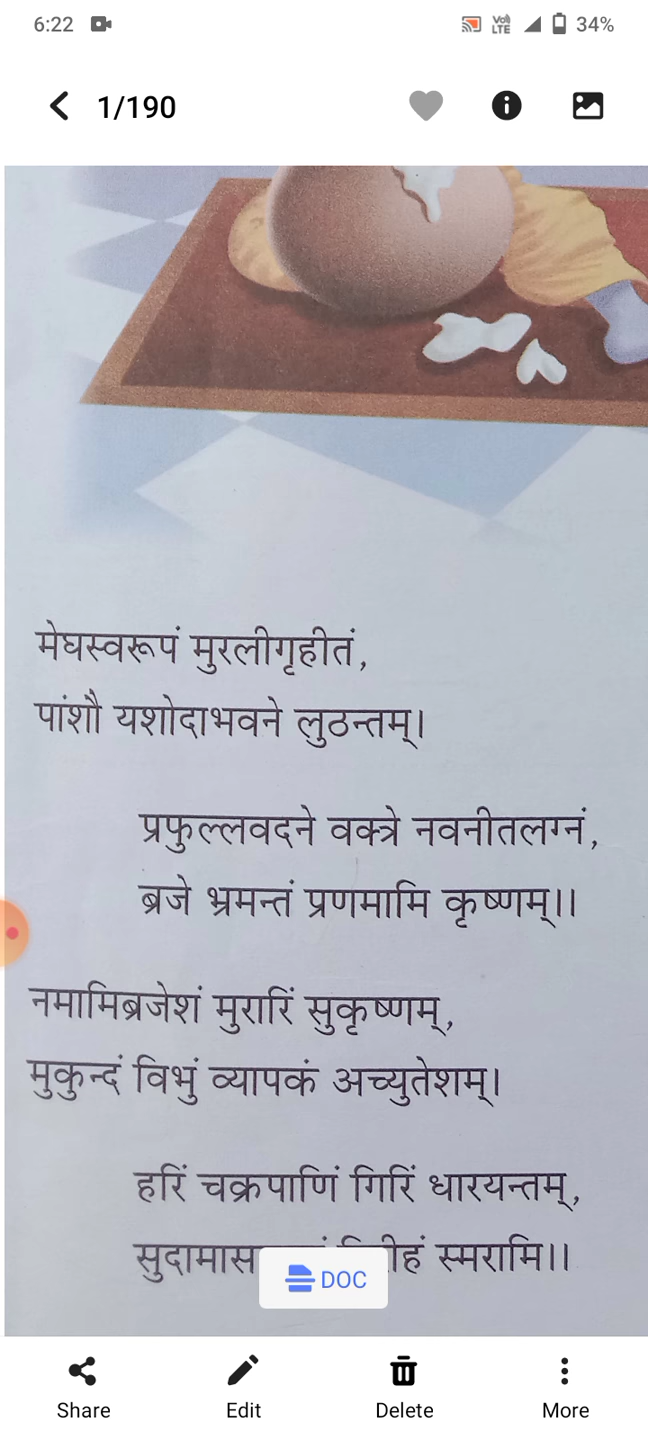 6:22
Vo)) LTE
34%
1/190
मेघस्वरूपं मुरलीगृहीतं,
पांशौ यशोदाभवने लुठन्तम्।
प्रफुल्लवदने वक्त्रे नवनीतलग्नं,
ब्रजे भ्रमन्तं प्रणमामि कृष्णम्।।
नमामिब्रजेशं मुरारिं सुकृष्णम्,
मुकुन्दं विभुं व्यापकं अच्युतेशम्।
हरिं चक्रपाणिं गिरिं धारयन्तम्,
स्मरामि।।
DOC
Share Edit Delete More